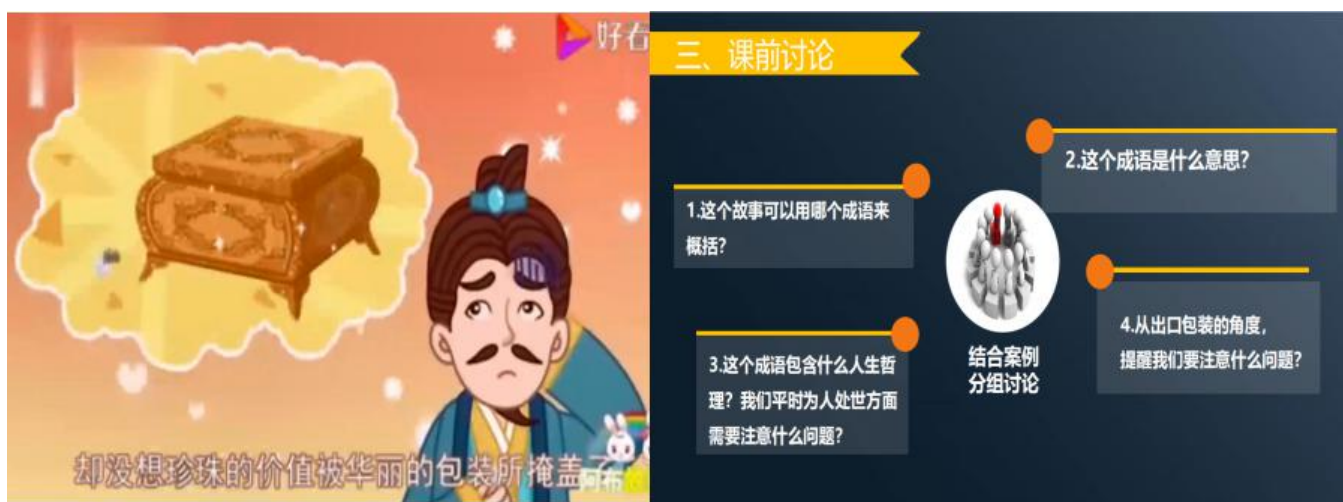 好看
却没想珍珠的价值被华丽的包装所掩盖了
阿布
三、课前讨论
1.这个故事可以用哪个成语来
概括?
2.这个成语是什么意思?
3.这个成语包含什么人生哲
理?我们平时为人处世方面
需要注意什么问题?
4.从出口包装的角度,
提醒我们要注意什么问题?
结合案例
分组讨论